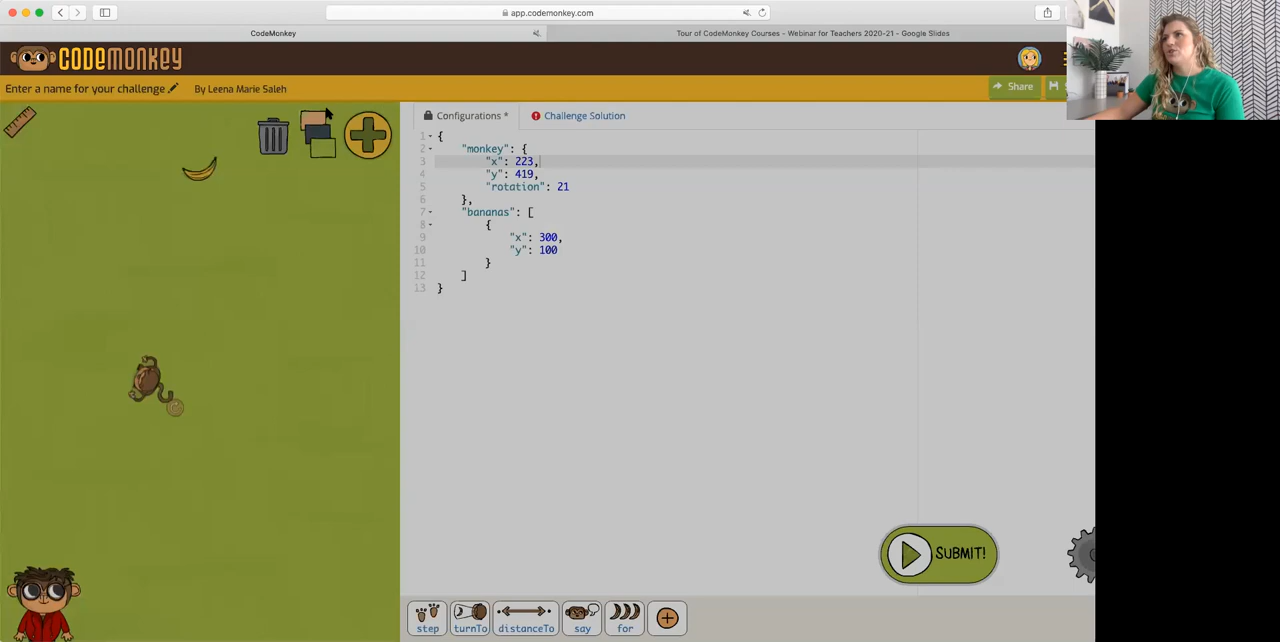 app.codemonkey.com
CodeMonkey
Tour of CodeMonkey Courses - Webinar for Teachers 2020-21 - Google Slides
CODEMONKEY
Enter a name for your challenge
By Leena Marie Saleh
Share
Configurations *
Challenge Solution
1 {
2 "monkey": {
3 "x": 223,
4 "y": 419,
5 "rotation": 21
6 },
7 "bananas": [
8 {
9 "x": 300,
10 "y": 100
11 }
12 ]
13 }
SUBMIT!
step
turnTo
distanceTo
say
for